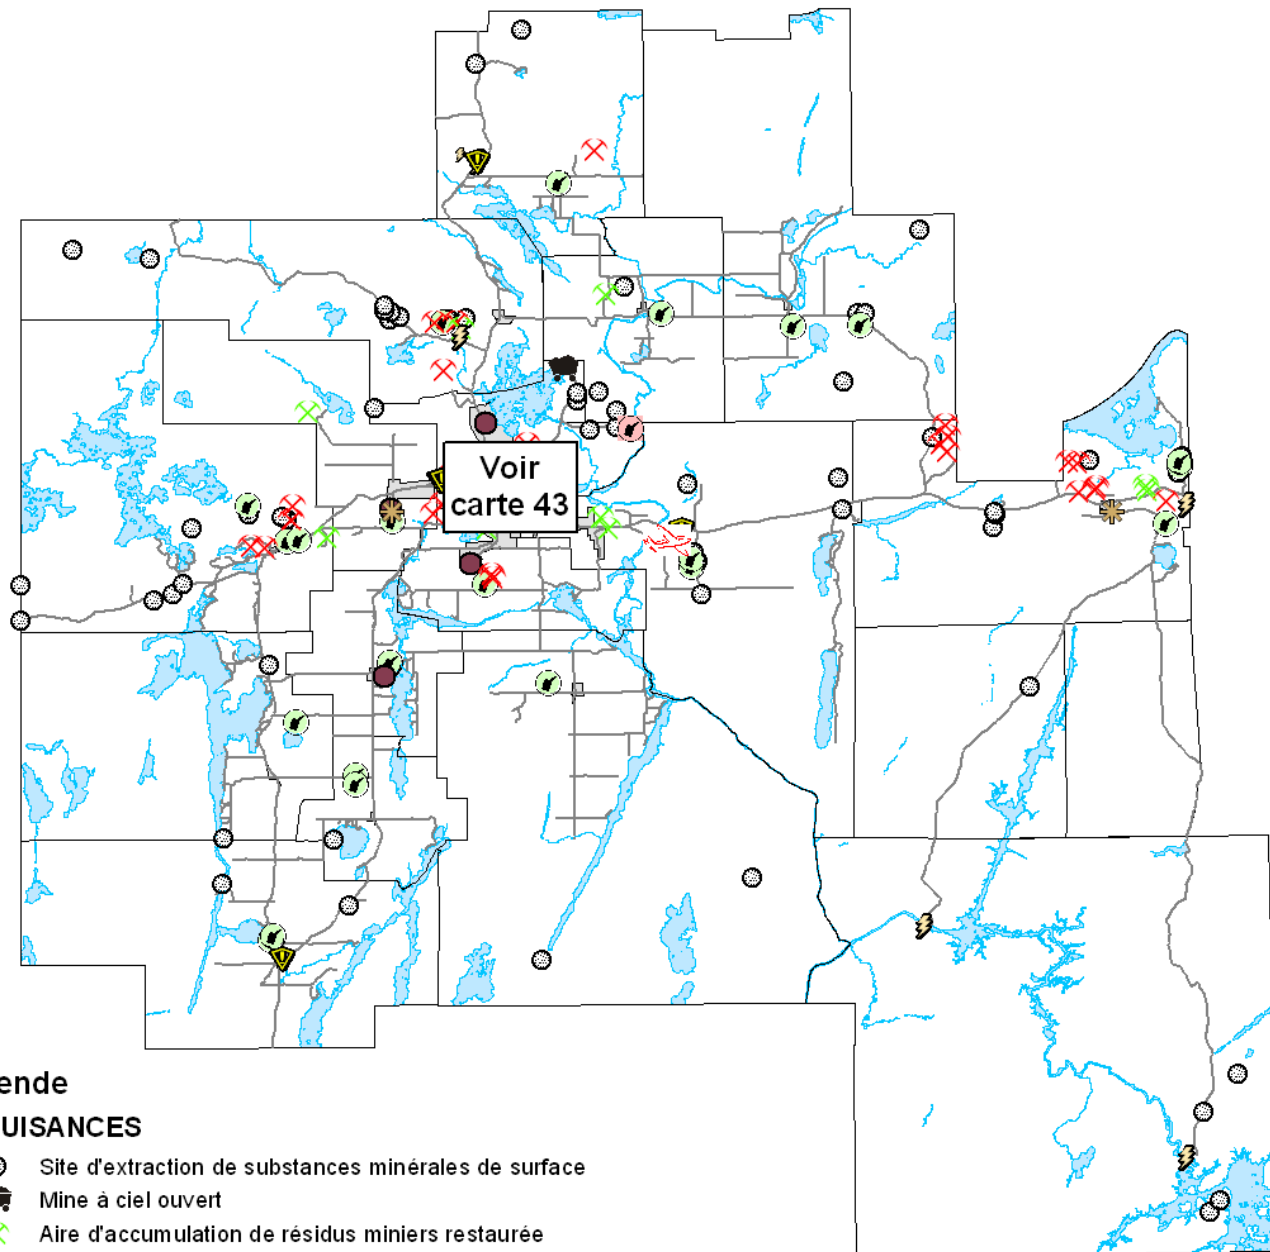 Voir
carte 43
ende
UISANCES
Site d'extraction de substances minérales de surface
Mine à ciel ouvert
Aire d'accumulation de résidus miniers restaurée